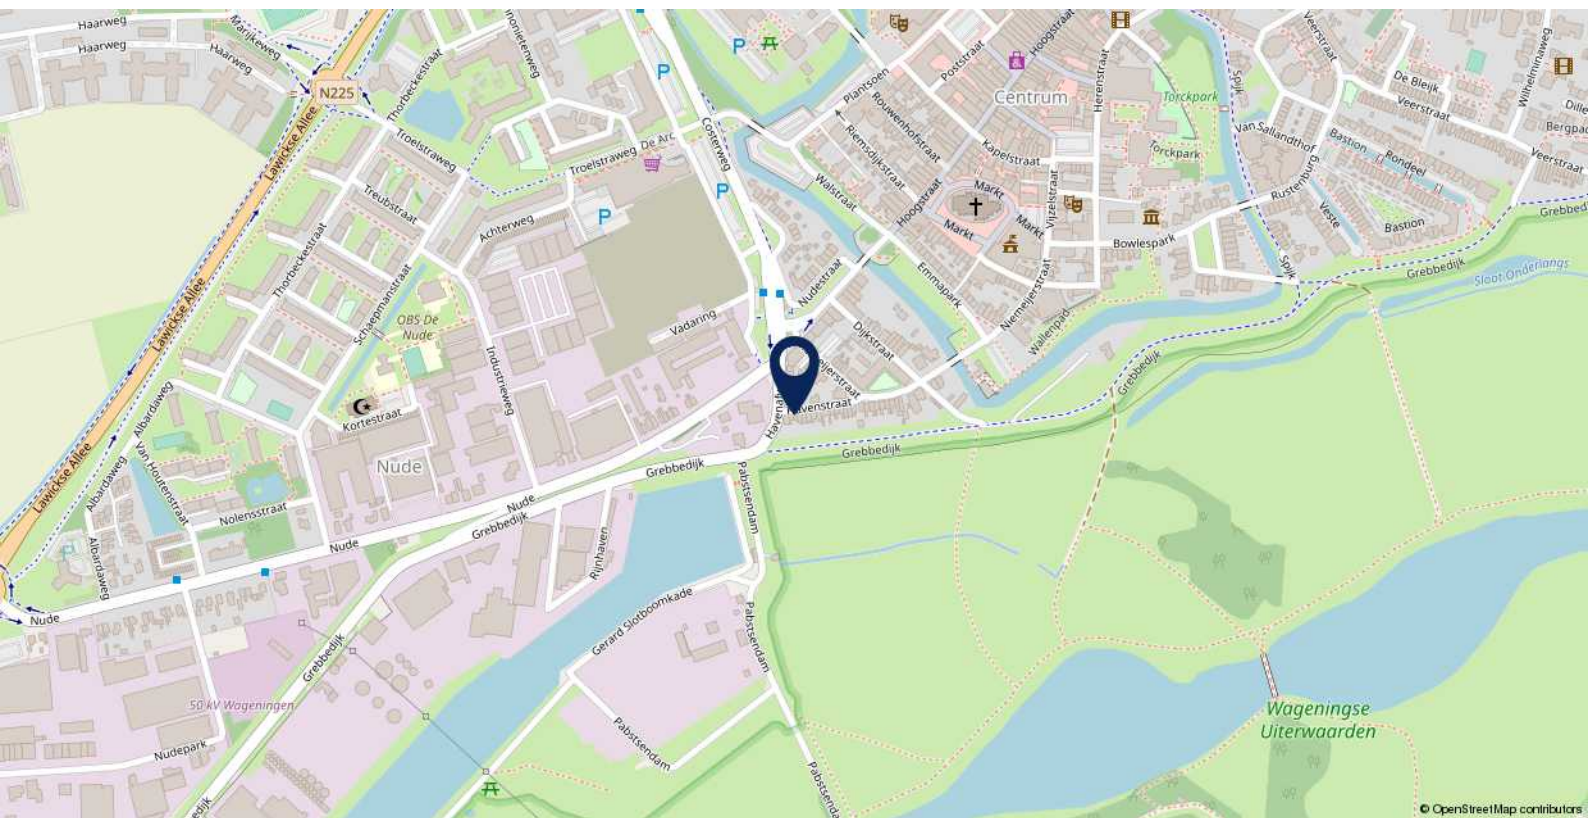 Haarweg
Haarweg
Marijkeweg
Haarweg
N225
Thorbeckestraat
Troelstraweg
Lawickse Allee
Costerweg
P
P
P
P
Plantsoen
Poststraat
Hoogstraat
Herenstraat
Centrum
Rouwenhofstraat
Riemsdijkstraat
Kapelstraat
Torckpark
Torckpark
Spijk
Veerstraat
De Bleijk
Veerstraat
Wilhelminaweg
Van Sallandthof
Bastion
Rondeel
Veerstraat
Rustenburg
Veste
Bastion
Troelstraweg
De Arc
Treubstraat
Achterweg
Walstraat
Hoogstraat
Markt
Markt
Markt
Vijzelstraat
Bowlespark
Spijk
Grebbedijk
Sloot Onderlangs
Thorbeckestraat
Schaepmanstraat
Lawickse Allee
OBS De
Nude
Vadaring
Nudestraat
Emmapark
Niemeijerstraat
Wallenpad
Dijkstraat
Industrieweg
Albardaweg
Kortestraat
Nude
Van Houtenstraat
Albardaweg
Lawickse Allee
Nolensstraat
P
Albardaweg
Nude
Nude
Nude
Grebbedijk
Grebbedijk
Grebbedijk
Grebbedijk
Pabstsendam
Rijnhaven
Gerard Slotboomkade
Pabstsendam
Grebbedijk
50 kV Wageningen
Nudepark
Pabstsendam
Wageningse
Uiterwaarden
© OpenStreetMap contributors